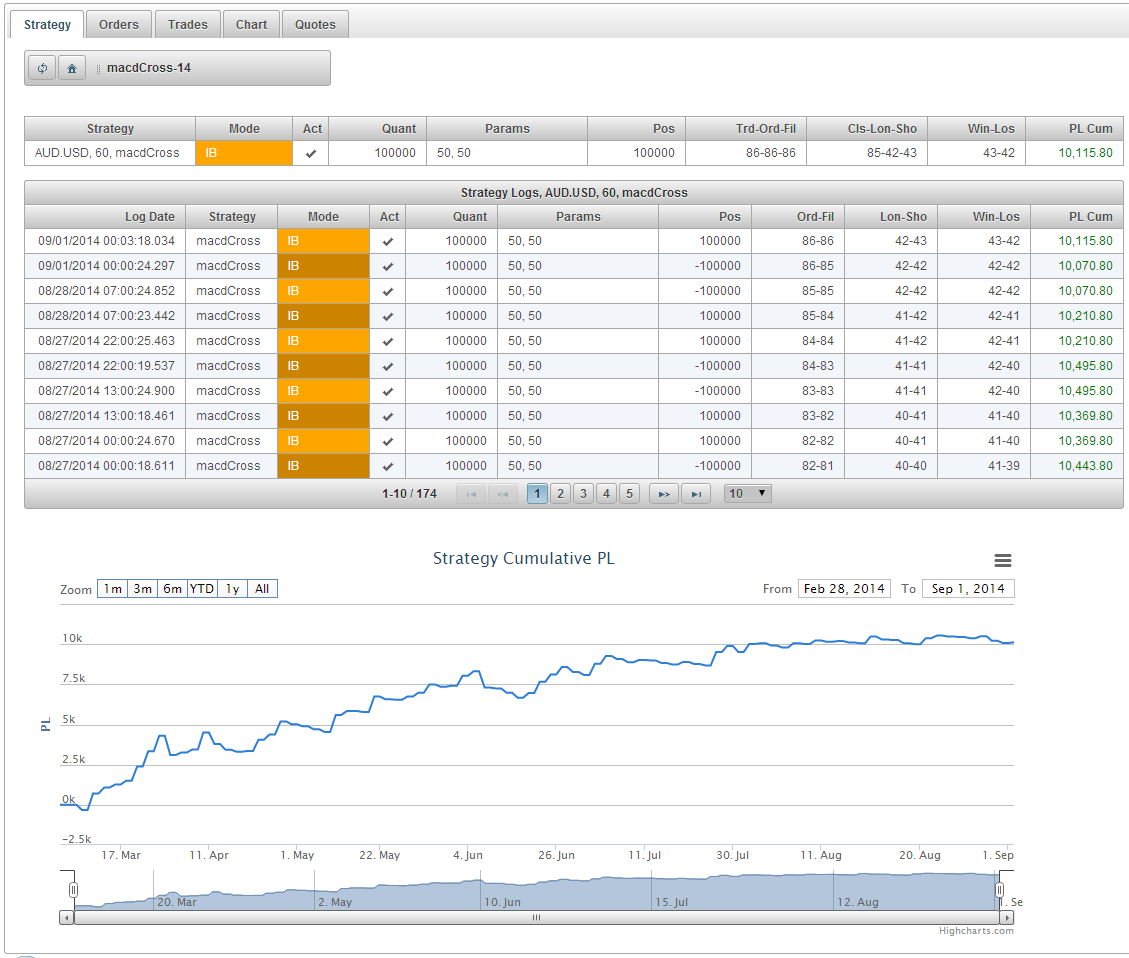 Strategy Orders Trades Chart Quotes
macdCross-14
Strategy Mode Act Quant Params Pos Trd-Ord-Fil Cls-Lon-Sho Win-Los PL Cum
AUD.USD, 60, macdCross IB 100000 50, 50 100000 86-86-86 85-42-43 43-42 10,115.80
Strategy Logs, AUD.USD, 60, macdCross
Log Date Strategy Mode Act Quant Params Pos Ord-Fil Lon-Sho Win-Los PL Cum
09/01/2014 00:03:18.034 macdCross IB 100000 50, 50 100000 86-86 42-43 43-42 10,115.80
09/01/2014 00:00:24.297 macdCross IB 100000 50, 50 -100000 86-85 42-42 42-42 10,070.80
08/28/2014 07:00:24.852 macdCross IB 100000 50, 50 -100000 85-85 42-42 42-42 10,070.80
08/28/2014 07:00:23.442 macdCross IB 100000 50, 50 100000 85-84 41-42 42-41 10,210.80
08/27/2014 22:00:25.463 macdCross IB 100000 50, 50 100000 84-84 41-42 42-41 10,210.80
08/27/2014 22:00:19.537 macdCross IB 100000 50, 50 -100000 84-83 41-41 42-40 10,495.80
08/27/2014 13:00:24.900 macdCross IB 100000 50, 50 -100000 83-83 41-41 42-40 10,495.80
08/27/2014 13:00:18.461 macdCross IB 100000 50, 50 100000 83-82 40-41 41-40 10,369.80
08/27/2014 00:00:24.670 macdCross IB 100000 50, 50 100000 82-82 40-41 41-40 10,369.80
08/27/2014 00:00:18.611 macdCross IB 100000 50, 50 -100000 82-81 40-40 41-39 10,443.80
1-10 / 174 1 2 3 4 5 10
Strategy Cumulative PL
Zoom 1m 3m 6m YTD 1y All From Feb 28, 2014 To Sep 1, 2014
10k
7.5k
5k
PL
2.5k
0k
-2.5k
17. Mar 11. Apr 1. May 22. May 4. Jun 26. Jun 11. Jul 30. Jul 11. Aug 20. Aug 1. Sep
20. Mar 2. May 10. Jun 15. Jul 12. Aug 1. Se
Highcharts.com